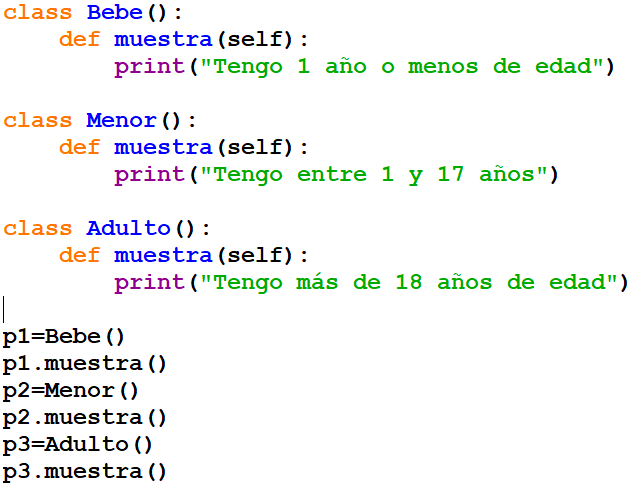 class Bebe():
    def muestra(self):
        print("Tengo 1 año o menos de edad")

class Menor():
    def muestra(self):
        print("Tengo entre 1 y 17 años")

class Adulto():
    def muestra(self):
        print("Tengo más de 18 años de edad")

p1=Bebe()
p1.muestra()
p2=Menor()
p2.muestra()
p3=Adulto()
p3.muestra()